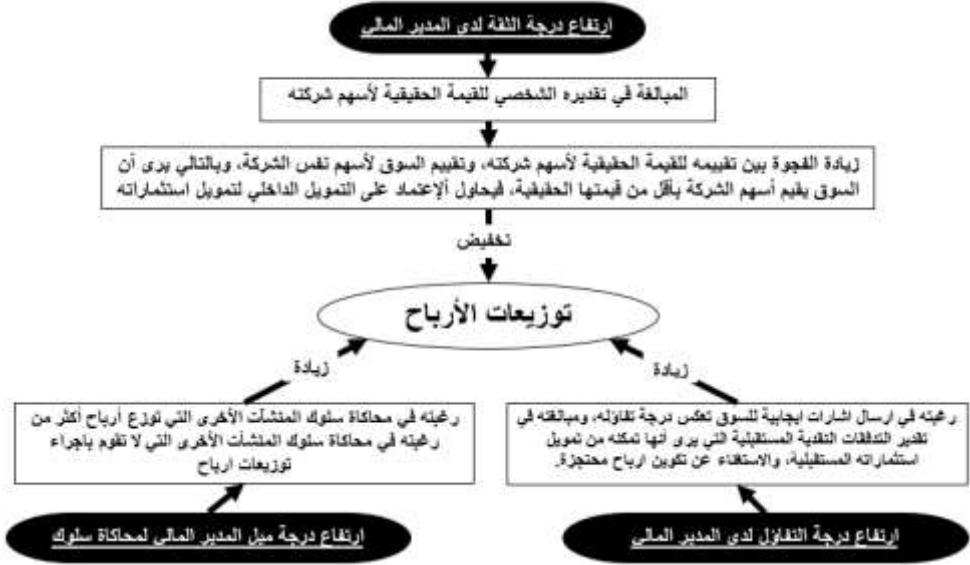 ارتفاع درجة الثقة لدى المدير المالي
المبالغة في تقديره الشخصي للقيمة الحقيقية لأسهم شركته
زيادة الفجوة بين تقييمه للقيمة الحقيقية لأسهم شركته، وتقييم السوق لأسهم نفس الشركة، وبالتالي يرى أن
السوق يقيم أسهم الشركة بأقل من قيمتها الحقيقية، فيحاول ألإعتماد على التمويل الداخلي لتمويل استثماراته
تخفيض
توزيعات الأرباح
زيادة
زيادة
رغبته في ارسال اشارات ايجابية للسوق تعكس درجة تفاؤله، ومبالغته في
تقدير التدفقات النقدية المستقبلية التي يرى أنها تمكنه من تمويل
استثماراته المستقبلية، والاستغناء عن تكوين ارباح محتجزة.
رغبته في محاكاة سلوك المنشآت الأخرى التي توزع أرباح أكثر من
رغبته في محاكاة سلوك المنشآت الأخرى التي لا تقوم باجراء
توزيعات ارباح
ارتفاع درجة التفاؤل لدى المدير المالي
ارتفاع درجة ميل المدير المالي لمحاكاة سلوك